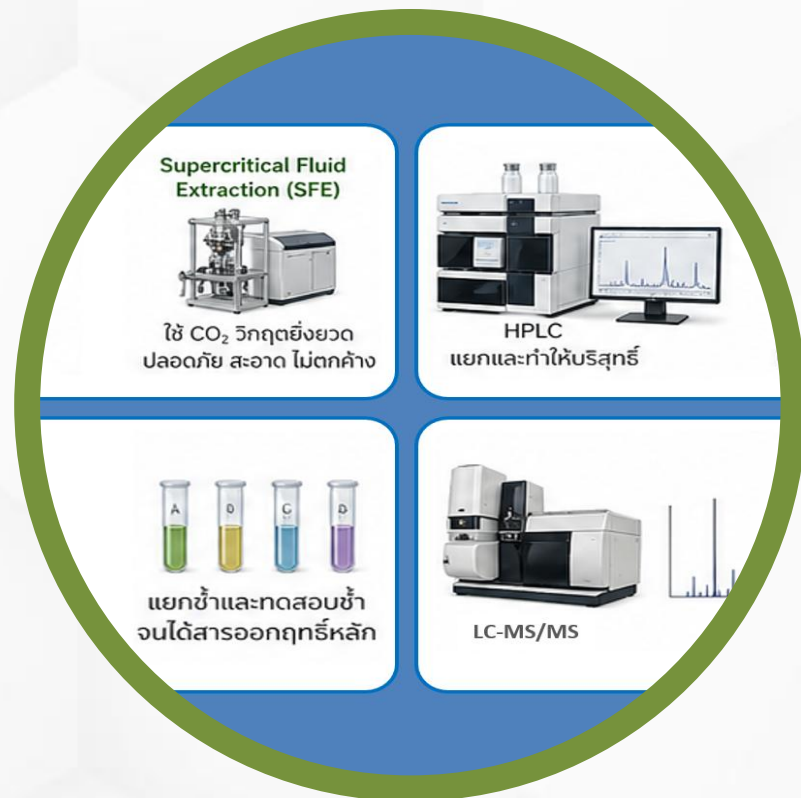 Supercritical Fluid
Extraction (SFE)
ใช้ CO₂ วิกฤตยิ่งยวด
ปลอดภัย สะอาด ไม่ตกค้าง
HPLC
แยกและทำให้บริสุทธิ์
A D C D
แยกซ้ำและทดสอบซ้ำ
จนได้สารออกฤทธิ์หลัก
LC-MS/MS